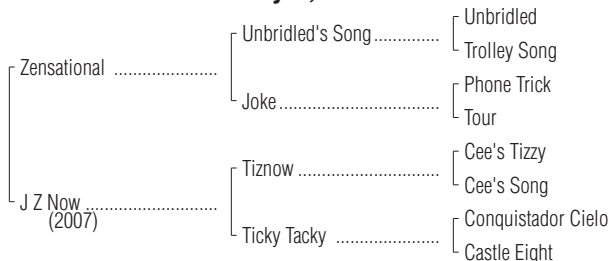 Unbridled
Unbridled's Song ...............
Trolley Song
Zensational ........................
Phone Trick
Joke.....................................
Tour
Cee's Tizzy
Tiznow ................................
Cee's Song
J Z Now ..............................
(2007)
Conquistador Cielo
Ticky Tacky ........................
Castle Eight